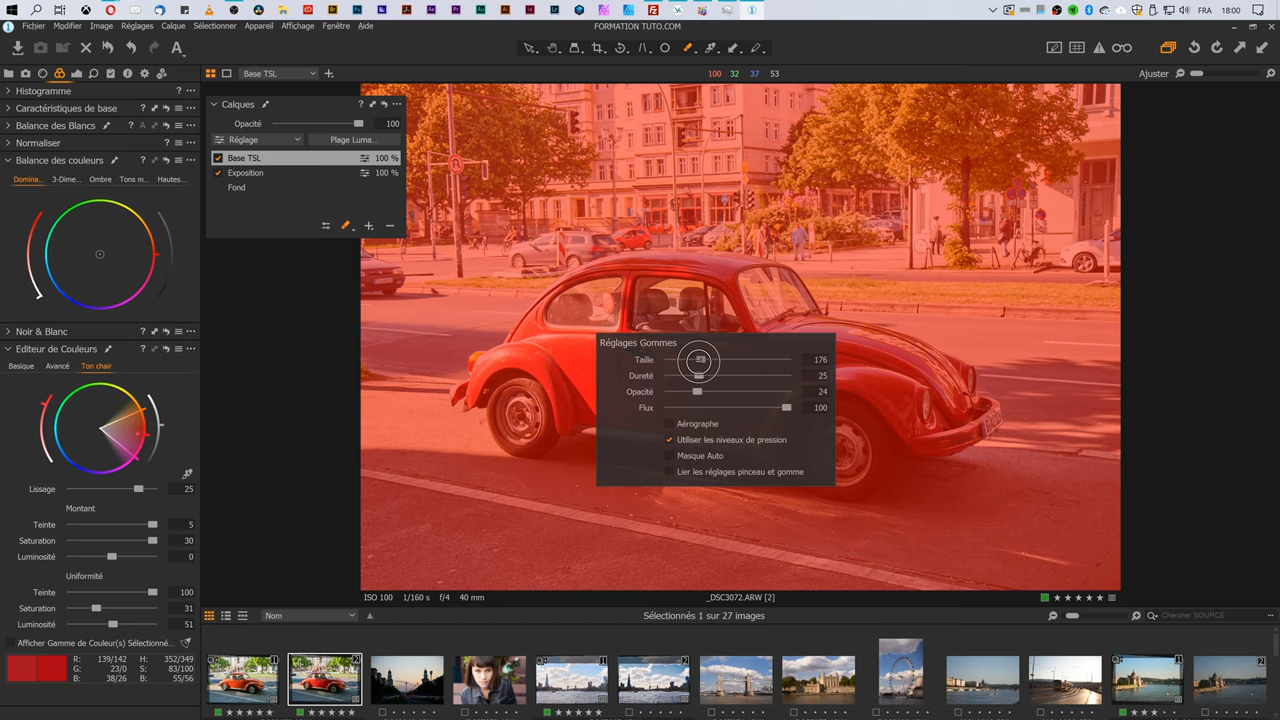 FRA
18:00
Fichier Modifier Image Réglages Calque Sélectionner Appareil Affichage Fenêtre Aide
FORMATION TUTO.COM
Base TSL
100 32 37 53
Ajuster
Histogramme
Caractéristiques de base
Balance des Blancs
Normaliser
Balance des couleurs
Domina... 3-Dime... Ombre Tons m... Hautes...
Noir & Blanc
Editeur de Couleurs
Basique Avancé Ton chair
Lissage 25
Montant
Teinte 5
Saturation 30
Luminosité 0
Uniformité
Teinte 100
Saturation 31
Luminosité 51
Afficher Gamme de Couleur(s) Sélectionné...
R: 139/142 H: 352/349
G: 23/0 S: 83/100
B: 38/26 B: 55/56
Calques
Opacité 100
Réglage Plage Luma...
Base TSL 100 %
Exposition 100 %
Fond
Réglages Gommes
Taille 176
Dureté 25
Opacité 24
Flux 100
Aérographe
Utiliser les niveaux de pression
Masque Auto
Lier les réglages pinceau et gomme
ISO 100 1/160 s f/4 40 mm
_DSC3072.ARW [2]
Nom
Sélectionnés 1 sur 27 images
Chercher SOURCE
1
2
1
2
1
2